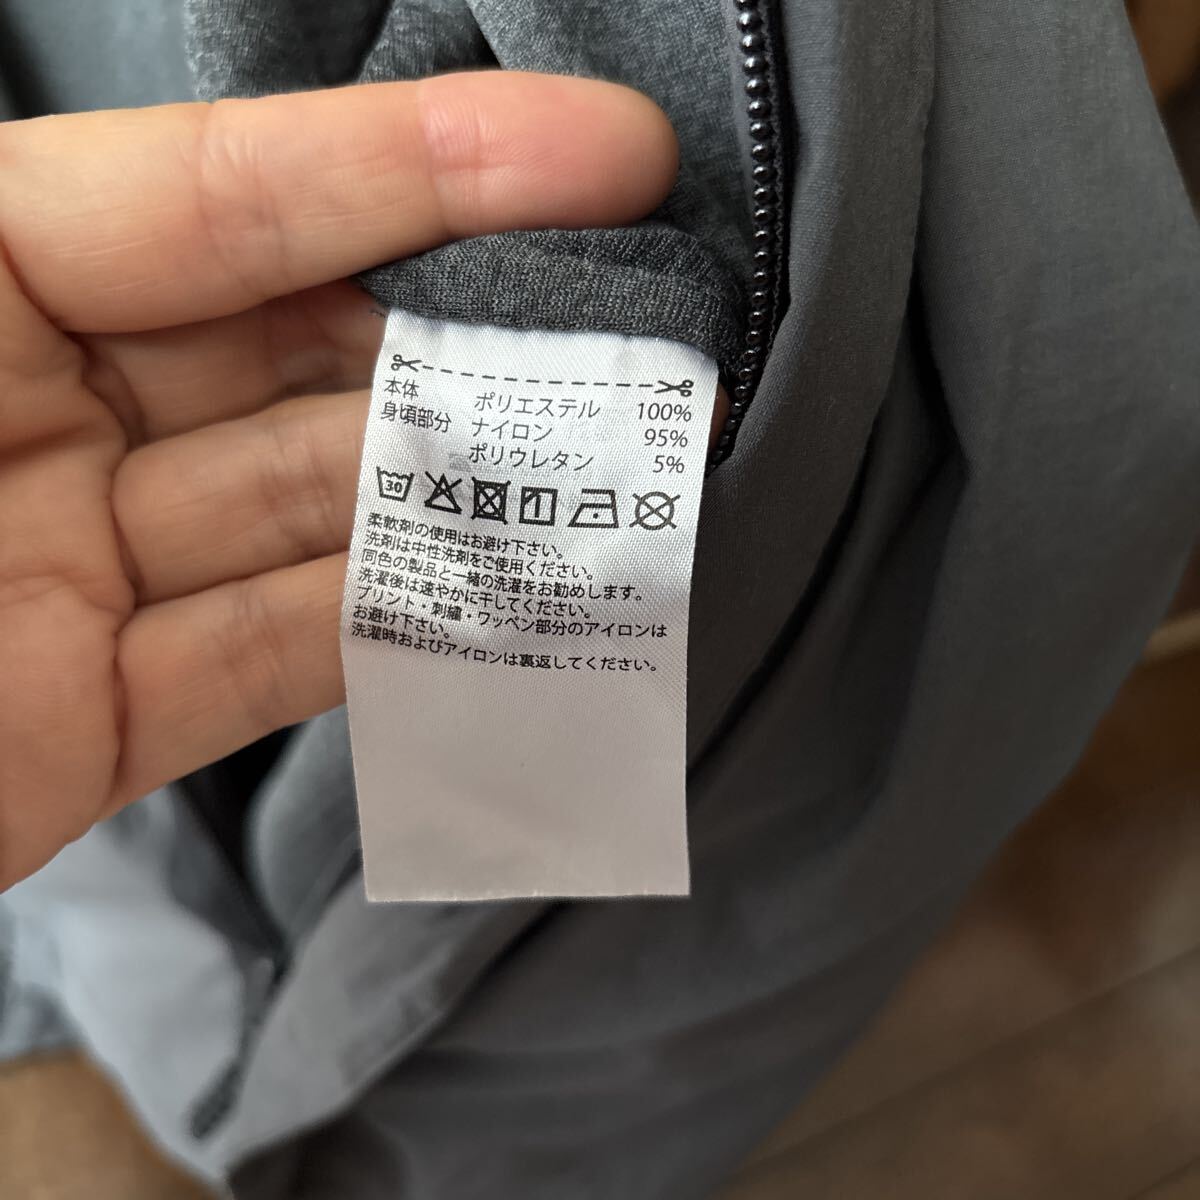 本体 ポリエステル 100%
身頃部分 ナイロン 95%
ポリウレタン 5%
30
柔軟剤の使用はお避け下さい。
洗剤は中性洗剤をご使用ください。
同色の製品と一緒の洗濯をお勧めします。
洗濯後は速やかに干してください。
プリント・刺繍・ワッペン部分のアイロンは
お避け下さい。
洗濯時およびアイロンは裏返してください。